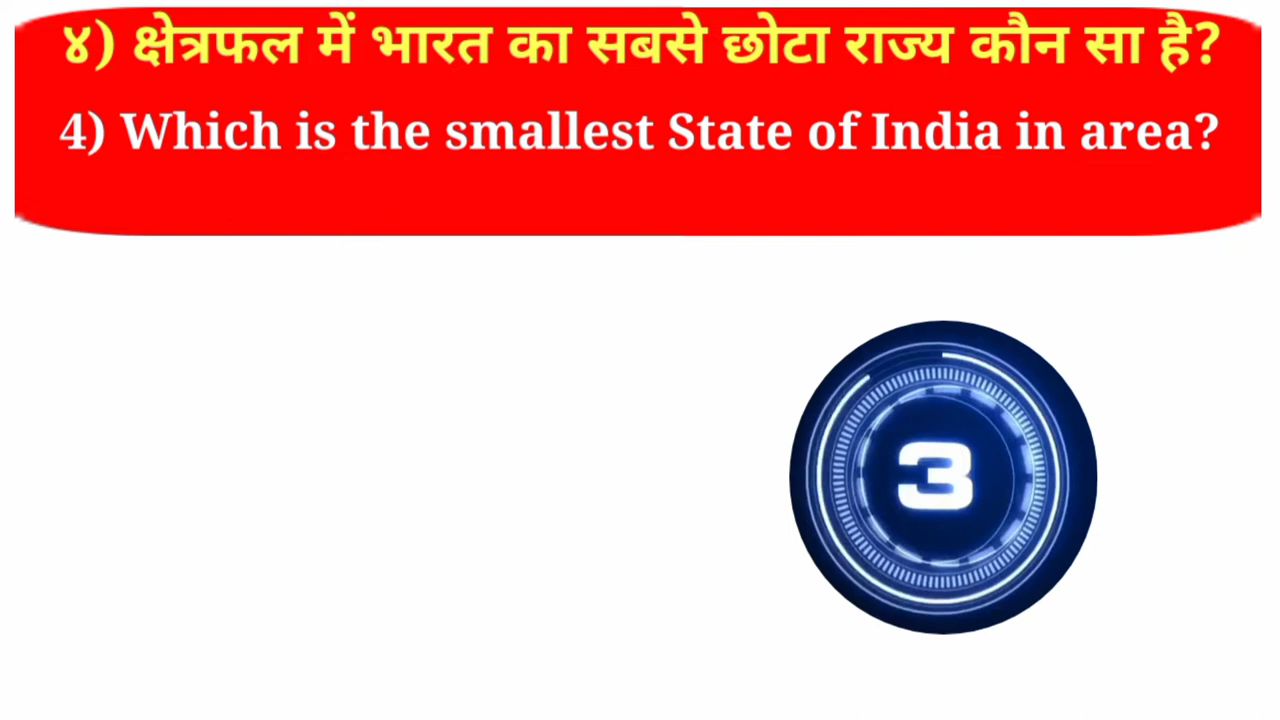 ४) क्षेत्रफल में भारत का सबसे छोटा राज्य कौन सा है?
4) Which is the smallest State of India in area?
3